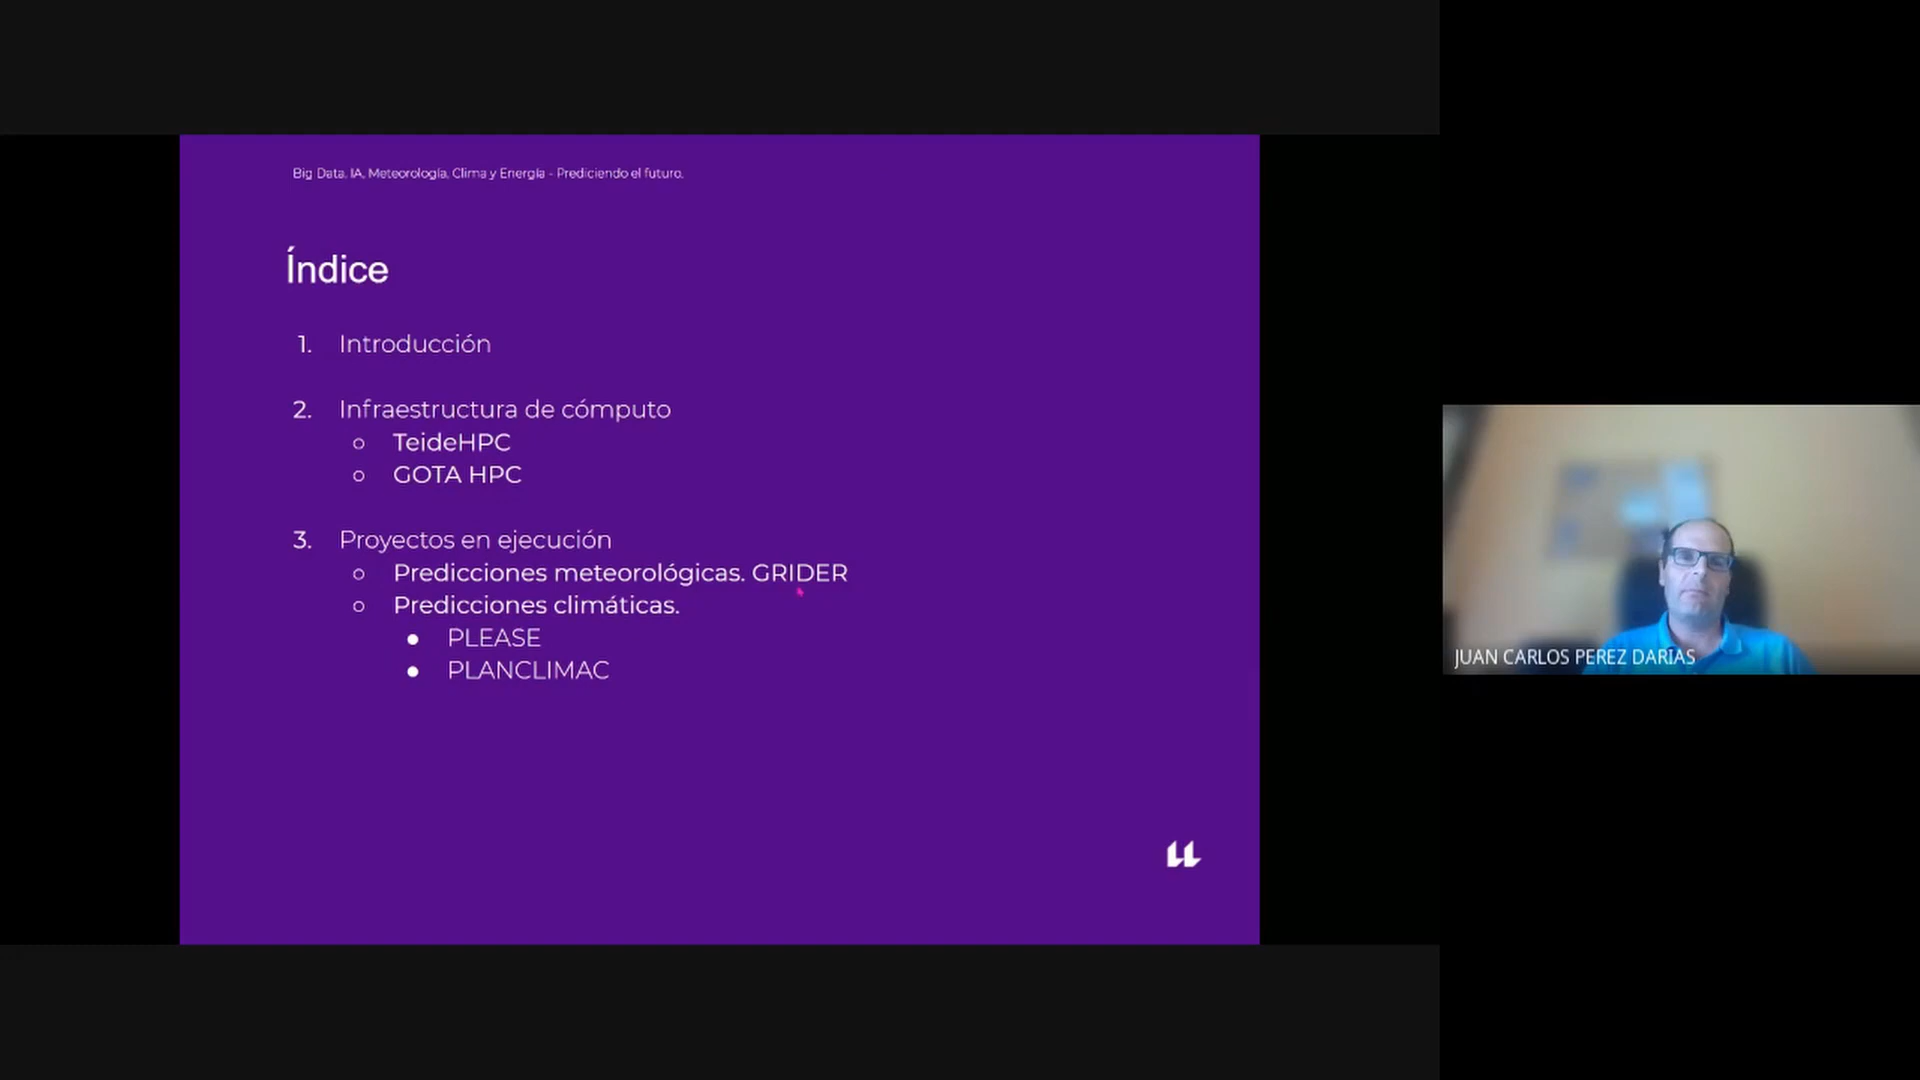 Big Data, IA, Meteorología, Clima y Energía - Prediciendo el futuro.
Índice
1. Introducción
2. Infraestructura de cómputo
○ TeideHPC
○ GOTA HPC
3. Proyectos en ejecución
○ Predicciones meteorológicas. GRIDER
○ Predicciones climáticas.
● PLEASE
● PLANCLIMAC
JUAN CARLOS PEREZ DARIAS